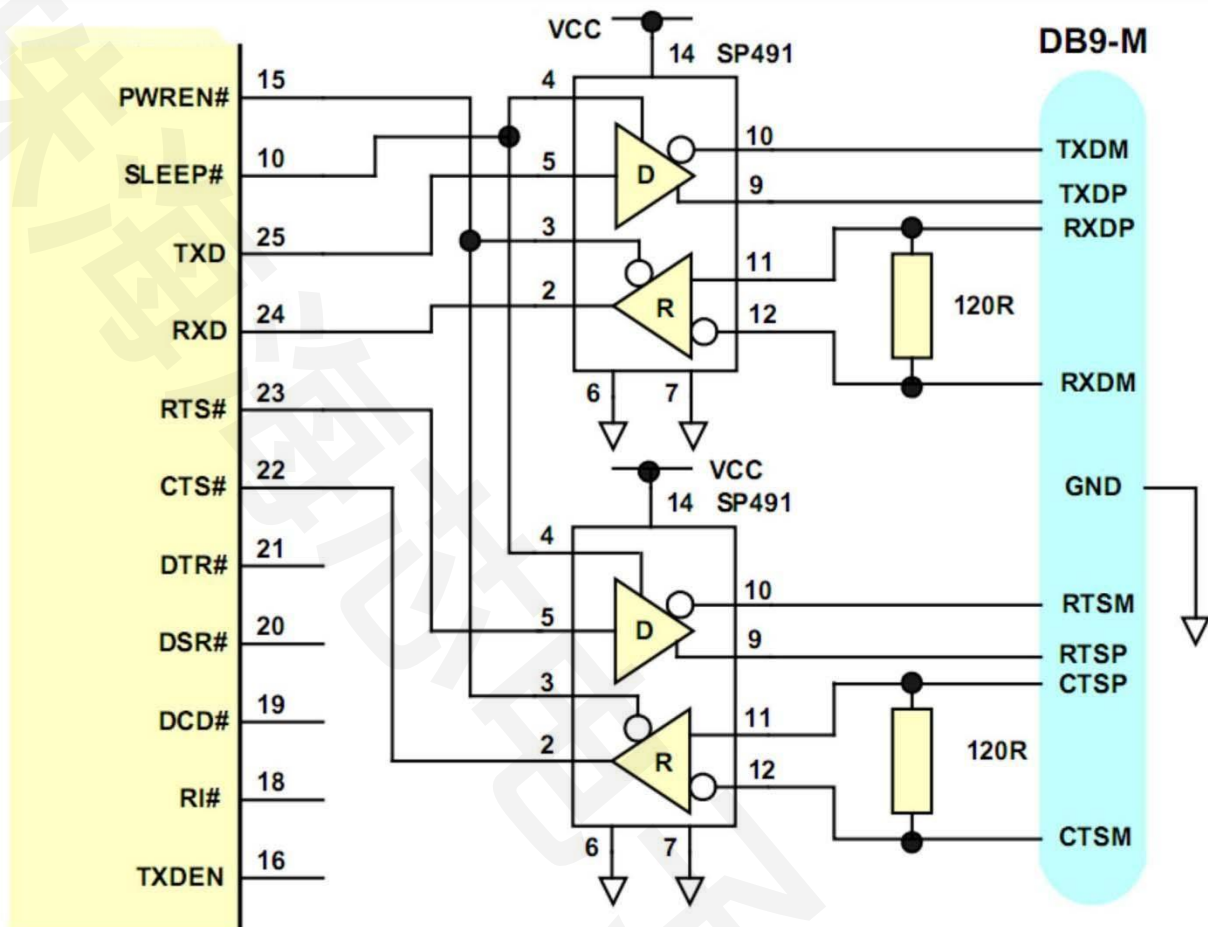 VCC
DB9-M
14 SP491
PWREN# 15
4
SLEEP# 10
5
D
10
TXDM
9
TXDP
TXD 25
3
RXDP
11
RXD 24
2
R
12
120R
RXDM
6
7
RTS# 23
CTS# 22
VCC
14 SP491
GND
DTR# 21
4
10
RTSM
DSR# 20
5
D
9
RTSP
CTSP
DCD# 19
3
11
2
R
12
120R
RI# 18
CTSM
6
7
TXDEN 16